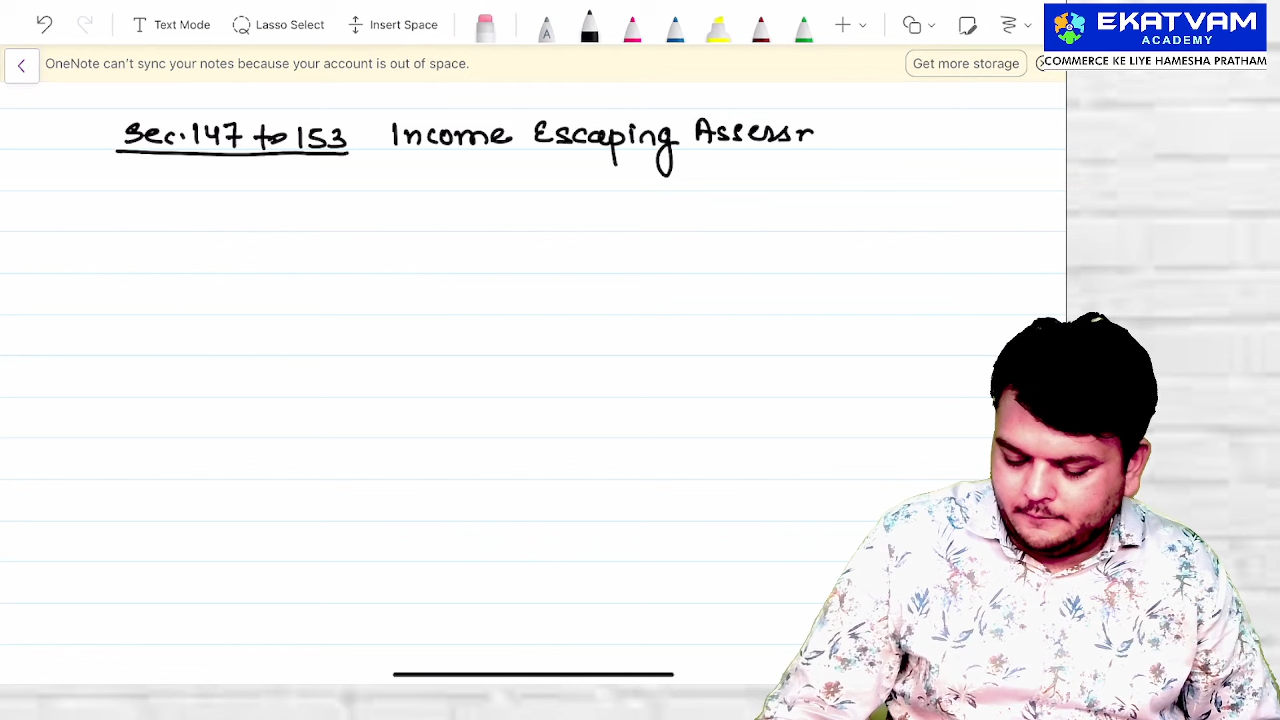 Text Mode Lasso Select Insert Space A
EKATVAM
ACADEMY
COMMERCE KE LIYE HAMESHA PRATHAM
OneNote can't sync your notes because your account is out of space. Get more storage
Sec. 147 to 153 Income Escaping Assessr